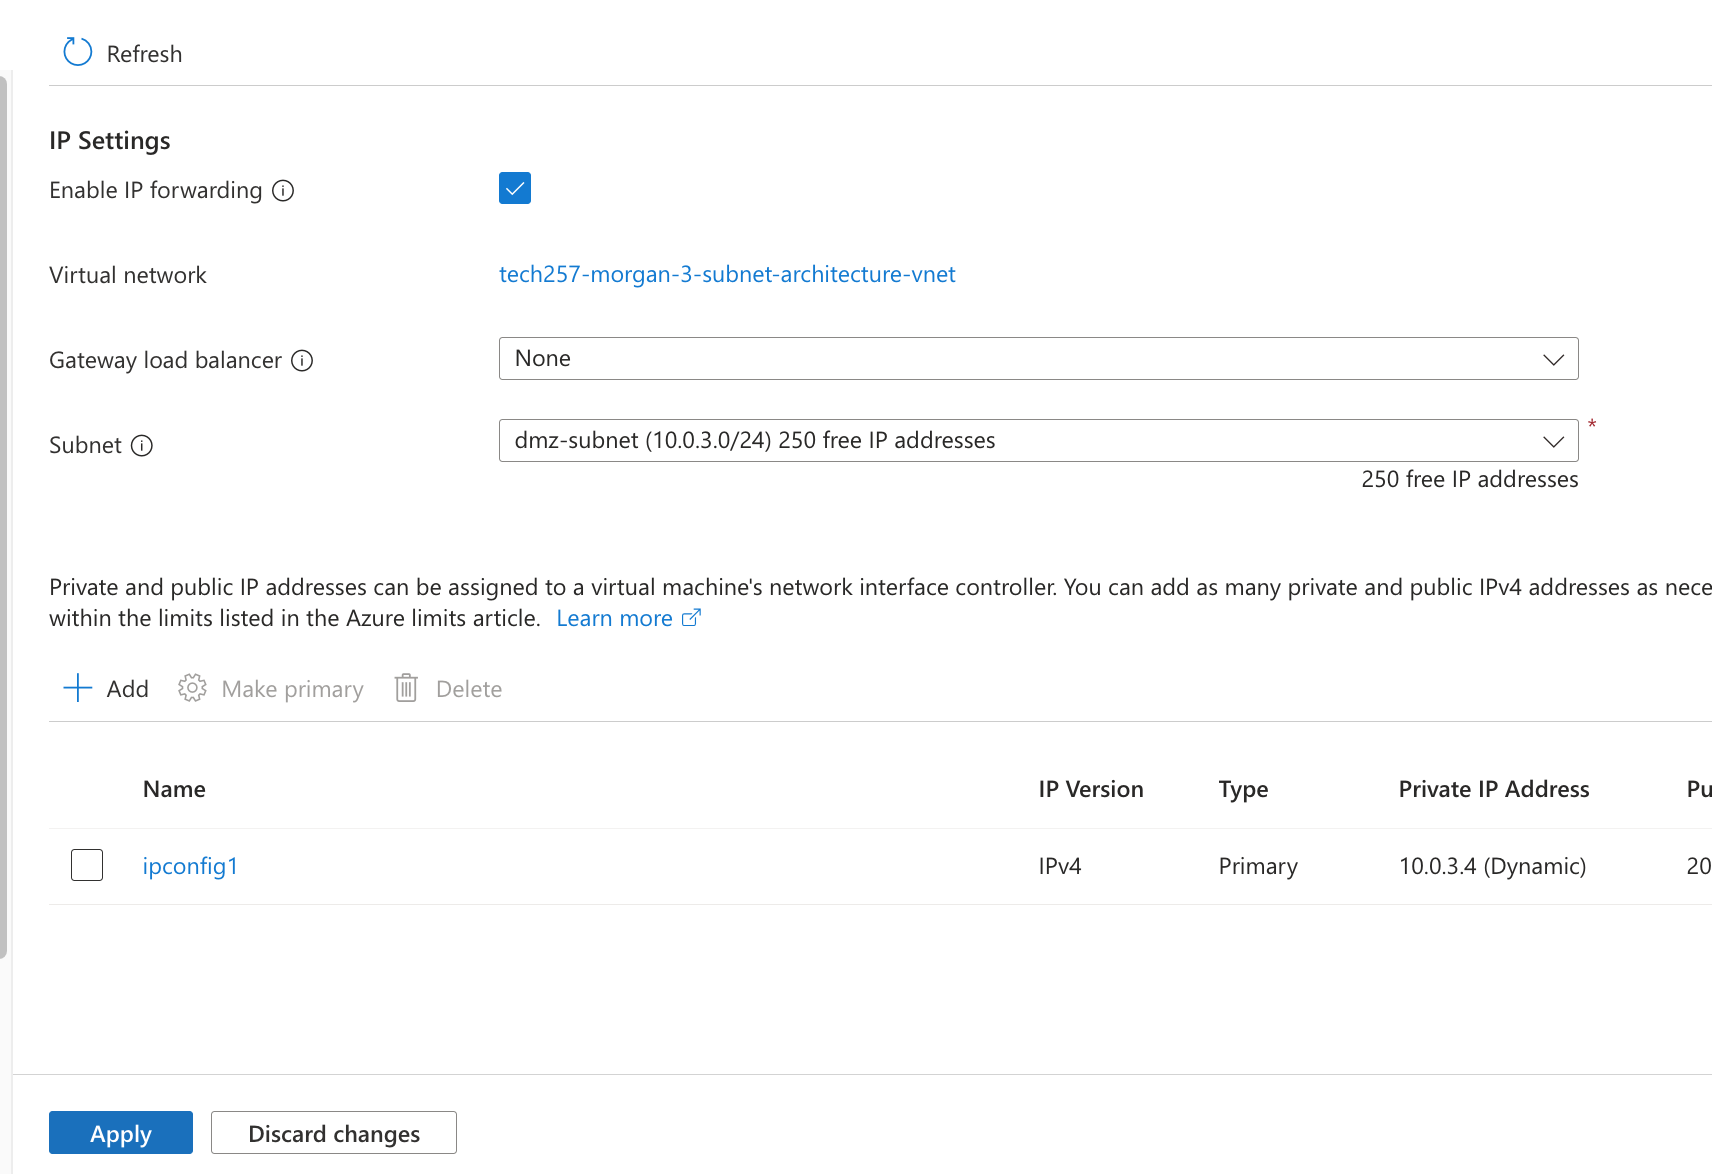 Refresh
IP Settings
Enable IP forwarding
Virtual network
tech257-morgan-3-subnet-architecture-vnet
Gateway load balancer
None
Subnet
dmz-subnet (10.0.3.0/24) 250 free IP addresses
*
250 free IP addresses
Private and public IP addresses can be assigned to a virtual machine's network interface controller. You can add as many private and public IPv4 addresses as nece
within the limits listed in the Azure limits article. Learn more
Add Make primary Delete
Name IP Version Type Private IP Address Pu
ipconfig1 IPv4 Primary 10.0.3.4 (Dynamic) 20
Apply Discard changes